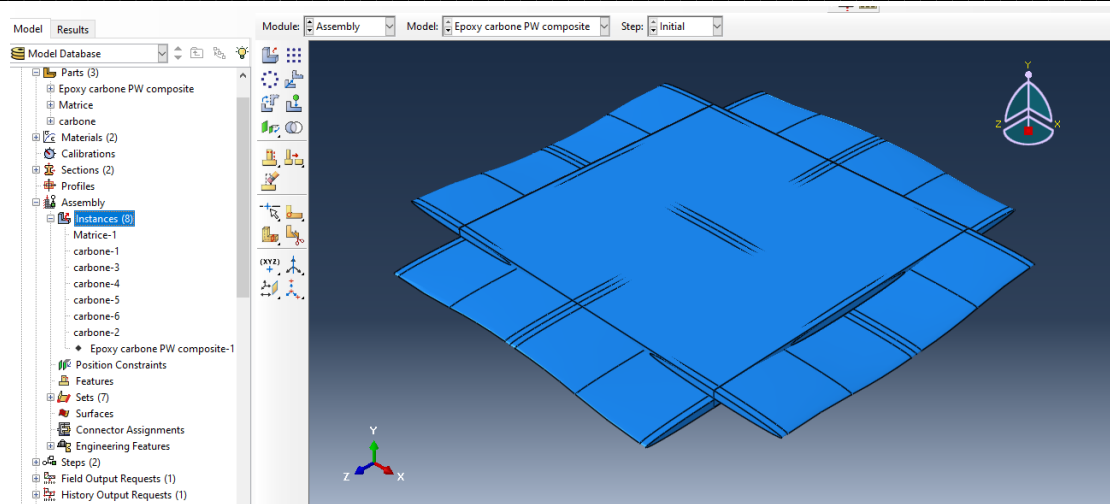 Model Results
Module: Assembly Model: Epoxy carbone PW composite Step: Initial
Model Database
Parts (3)
Epoxy carbone PW composite
Matrice
carbone
Materials (2)
Calibrations
Sections (2)
Profiles
Assembly
Instances (8)
Matrice-1
carbone-1
carbone-3
carbone-4
carbone-5
carbone-6
carbone-2
Epoxy carbone PW composite-1
Position Constraints
Features
Sets (7)
Surfaces
Connector Assignments
Engineering Features
Steps (2)
Field Output Requests (1)
History Output Requests (1)
(XYZ)
Y
Z X
Y
Z X